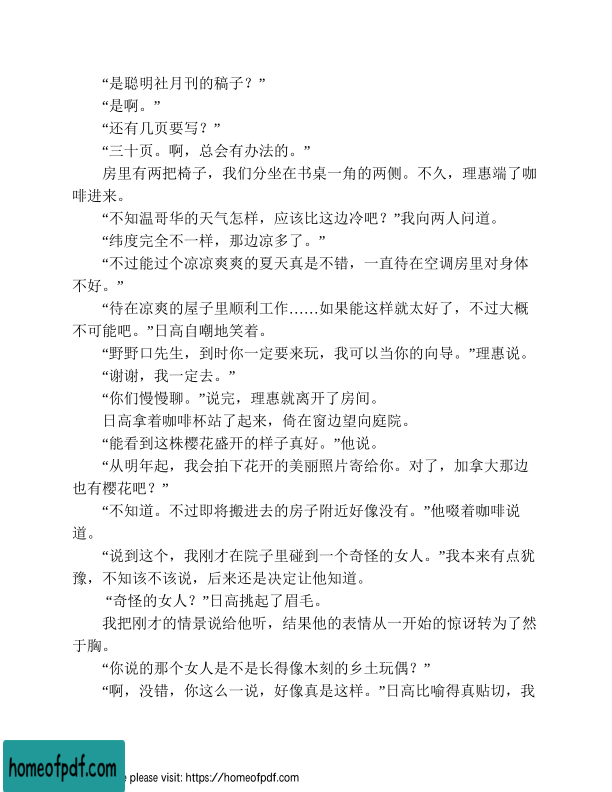 “是聪明社月刊的稿子？”
“是啊。”
“还有几页要写？”
“三十页。啊，总会有办法的。”
房里有两把椅子，我们分坐在书桌一角的两侧。不久，理惠端了咖
啡进来。
“不知温哥华的天气怎样，应该比这边冷吧？”我向两人问道。
“纬度完全不一样，那边凉多了。”
“不过能过个凉凉爽爽的夏天真是不错，一直待在空调房里对身体
不好。”
“待在凉爽的屋子里顺利工作……如果能这样就太好了，不过大概
不可能吧。”日高自嘲地笑着。
“野野口先生，到时你一定要来玩，我可以当你的向导。”理惠说。
“谢谢，我一定去。”
“你们慢慢聊。”说完，理惠就离开了房间。
日高拿着咖啡杯站了起来，倚在窗边望向庭院。
“能看到这株樱花盛开的样子真好。”他说。
“从明年起，我会拍下花开的美丽照片寄给你。对了，加拿大那边
也有樱花吧？”
“不知道。不过即将搬进去的房子附近好像没有。”他啜着咖啡说
道。
“说到这个，我刚才在院子里碰到一个奇怪的女人。”我本来有点犹
豫，不知该不该说，后来还是决定让他知道。
“奇怪的女人？”日高挑起了眉毛。
我把刚才的情景说给他听，结果他的表情从一开始的惊讶转为了然
于胸。
“你说的那个女人是不是长得像木刻的乡土玩偶？”
“啊，没错，你这么一说，好像真是这样。”日高比喻得真贴切，我
homeofpdf.com
e please visit: https://homeofpdf.com